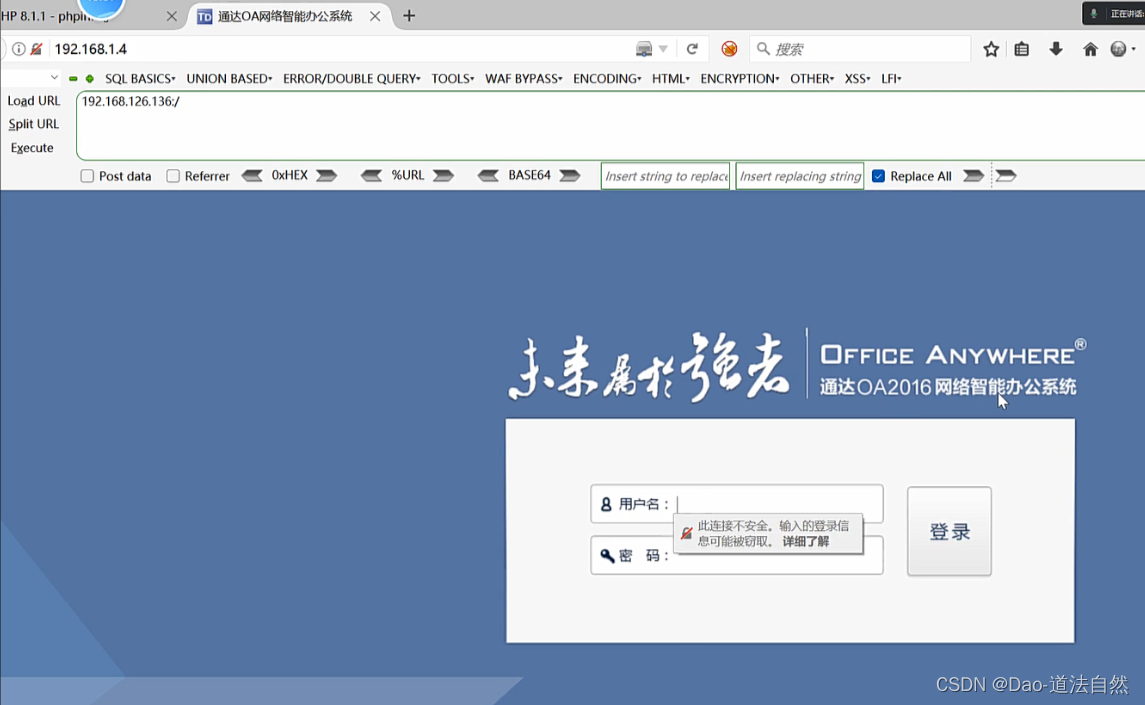 HP 8.1.1 - phpin
TD 通达OA网络智能办公系统
正在讲话:
192.168.1.4
搜索
SQL BASICS UNION BASED ERROR/DOUBLE QUERY TOOLS WAF BYPASS ENCODING HTML ENCRYPTION OTHER XSS LFI
Load URL
192.168.126.136:/
Split URL
Execute
Post data Referrer 0xHEX %URL BASE64 Insert string to replace Insert replacing string Replace All
未来属於強者
OFFICE ANYWHERE®
通达OA2016网络智能办公系统
用户名：
此连接不安全。输入的登录信
息可能被窃取。 详细了解
密 码：
登录
CSDN @Dao-道法自然